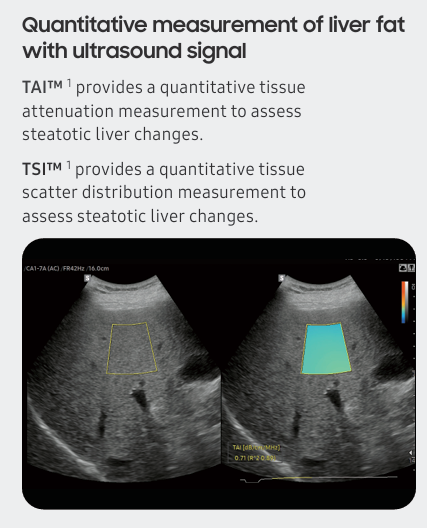 Quantitative measurement of liver fat
with ultrasound signal
TAI™ 1 provides a quantitative tissue
attenuation measurement to assess
steatotic liver changes.
TSI™ 1 provides a quantitative tissue
scatter distribution measurement to
assess steatotic liver changes.
CA1-7A (AC) / FR42Hz / 16.0cm
TAI [dB/cm/MHz]
0.71 (R^2